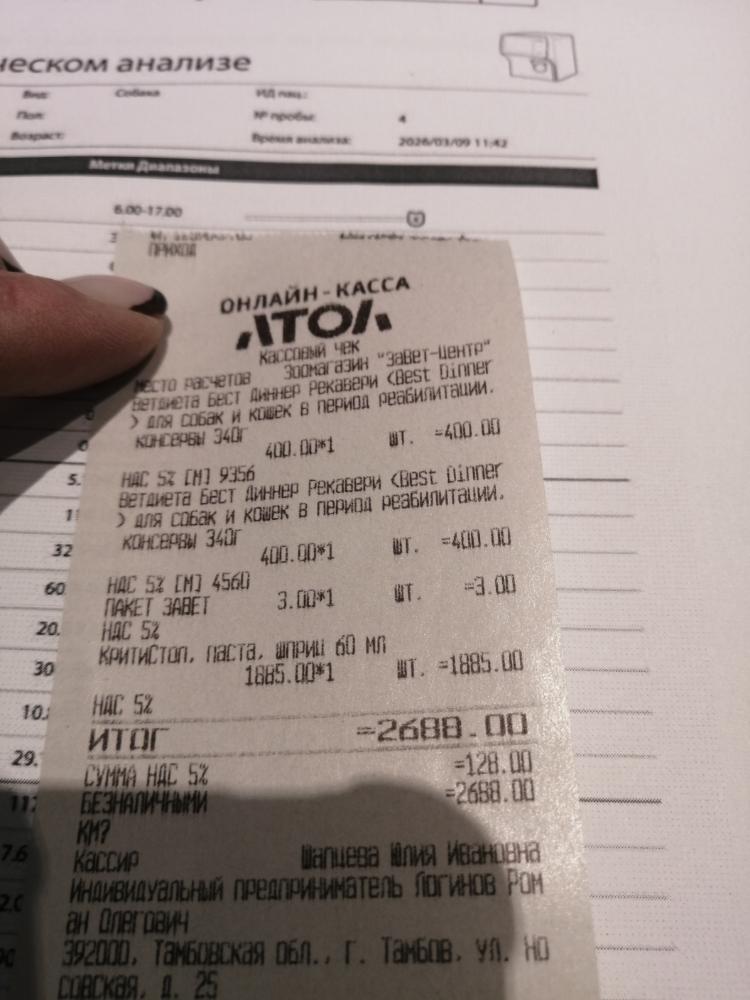 ческом анализе
Вид: Собака ИД пац.:
Пол: № пробы: 4
Возраст: Время анализа: 2026/03/09 11:42
Метки Диапазоны
6.00-17.00
ПРИХОД
ОНЛАЙН-КАССА
АТОЛ
КАССОВЫЙ ЧЕК
МЕСТО РАСЧЕТОВ ЗООМАГАЗИН "ЗАВЕТ-ЦЕНТР"
ВЕТДИЕТА БЕСТ ДИННЕР РЕКАВЕРИ <Best Dinner
> ДЛЯ СОБАК И КОШЕК В ПЕРИОД РЕАБИЛИТАЦИИ,
КОНСЕРВЫ 340Г
400.00*1 ШТ. =400.00
НДС 5% [М] 9356
ВЕТДИЕТА БЕСТ ДИННЕР РЕКАВЕРИ <Best Dinner
> ДЛЯ СОБАК И КОШЕК В ПЕРИОД РЕАБИЛИТАЦИИ,
КОНСЕРВЫ 340Г
400.00*1 ШТ. =400.00
НДС 5% [М] 4560
ПАКЕТ ЗАВЕТ 3.00*1 ШТ. =3.00
НДС 5%
КРИТИСТОП, ПАСТА, ШПРИЦ 60 МЛ
1885.00*1 ШТ. =1885.00
НДС 5%
ИТОГ =2688.00
СУММА НДС 5% =128.00
БЕЗНАЛИЧНЫМИ =2688.00
КМ?
КАССИР Шапцева Юлия Ивановна
ИНДИВИДУАЛЬНЫЙ ПРЕДПРИНИМАТЕЛЬ ЛОГИНОВ РОМ
АН ОЛЕГОВИЧ
392000, ТАМБОВСКАЯ ОБЛ., Г. ТАМБОВ, УЛ. НО
СОВСКАЯ, Д. 25